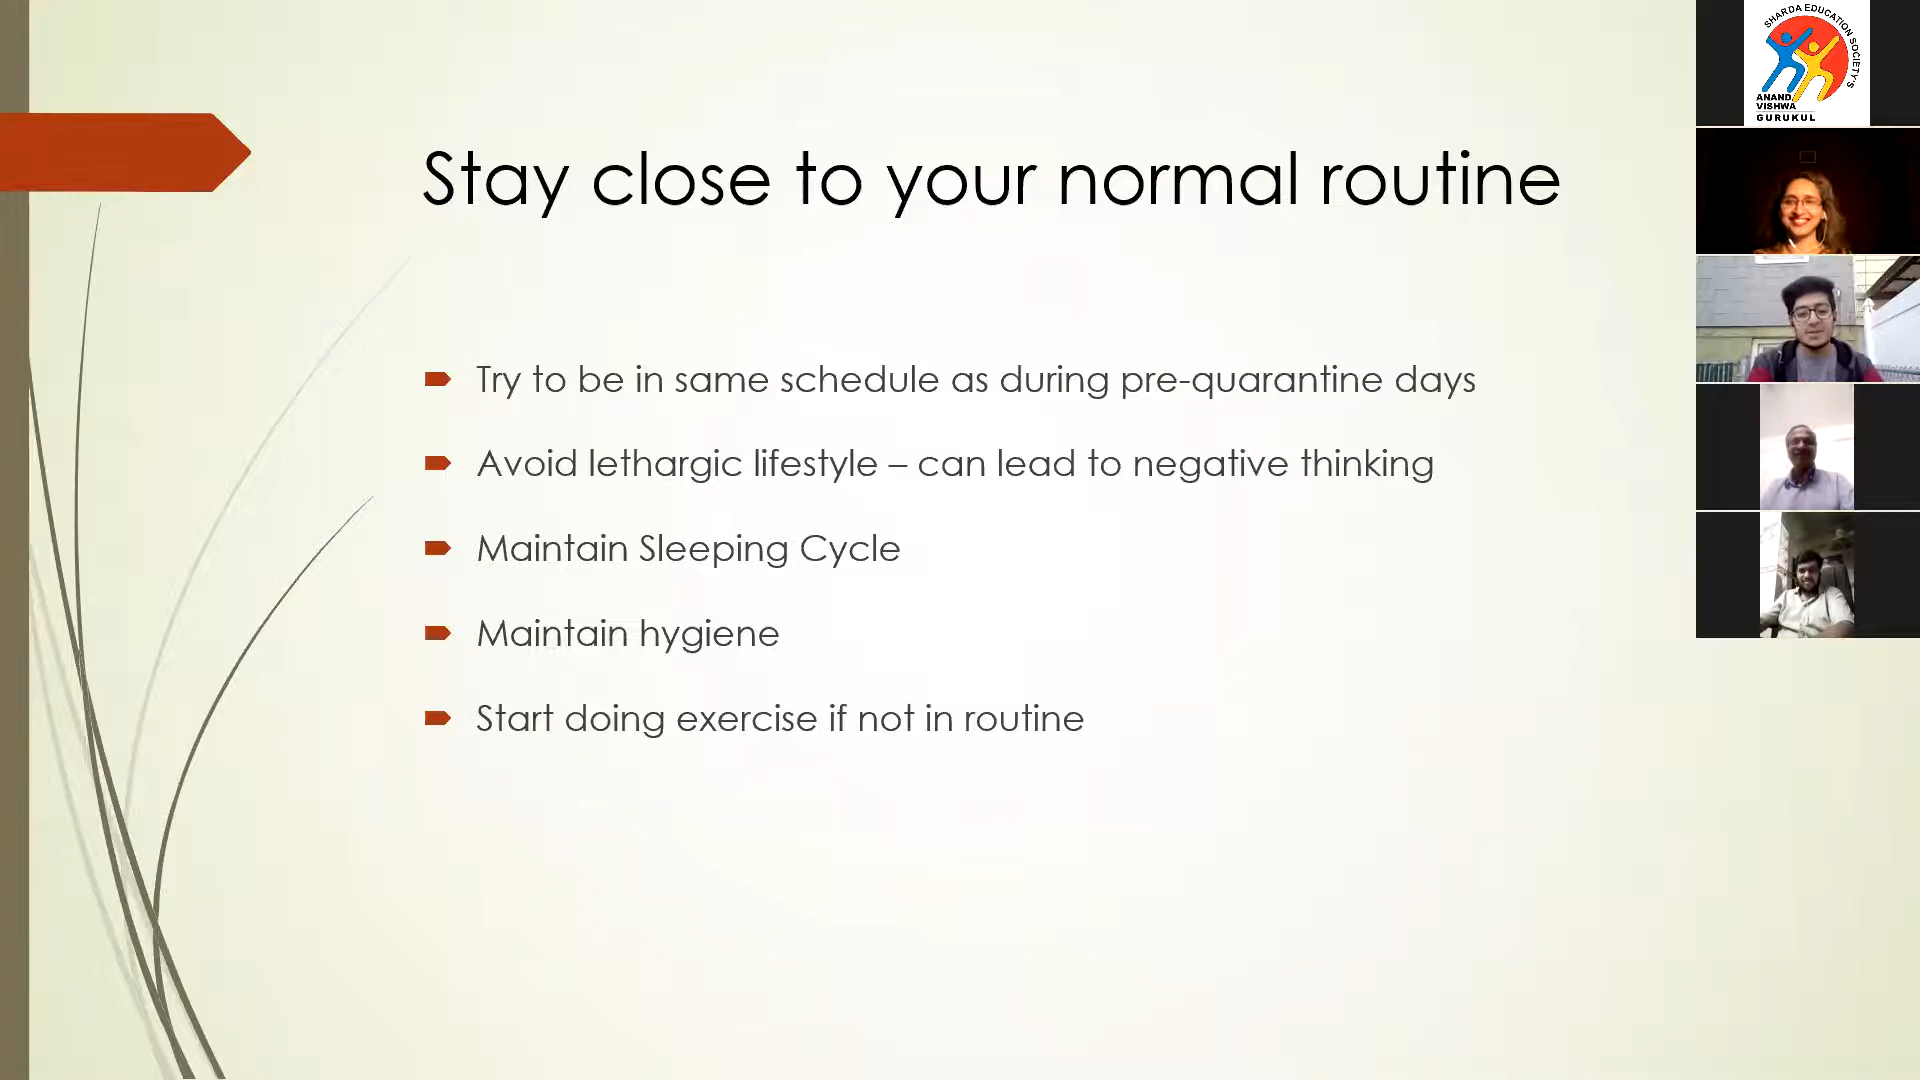 Stay close to your normal routine
Try to be in same schedule as during pre-quarantine days
Avoid lethargic lifestyle – can lead to negative thinking
Maintain Sleeping Cycle
Maintain hygiene
Start doing exercise if not in routine
SHARDA EDUCATION SOCIETY'S
ANAND
VISHWA
GURUKUL